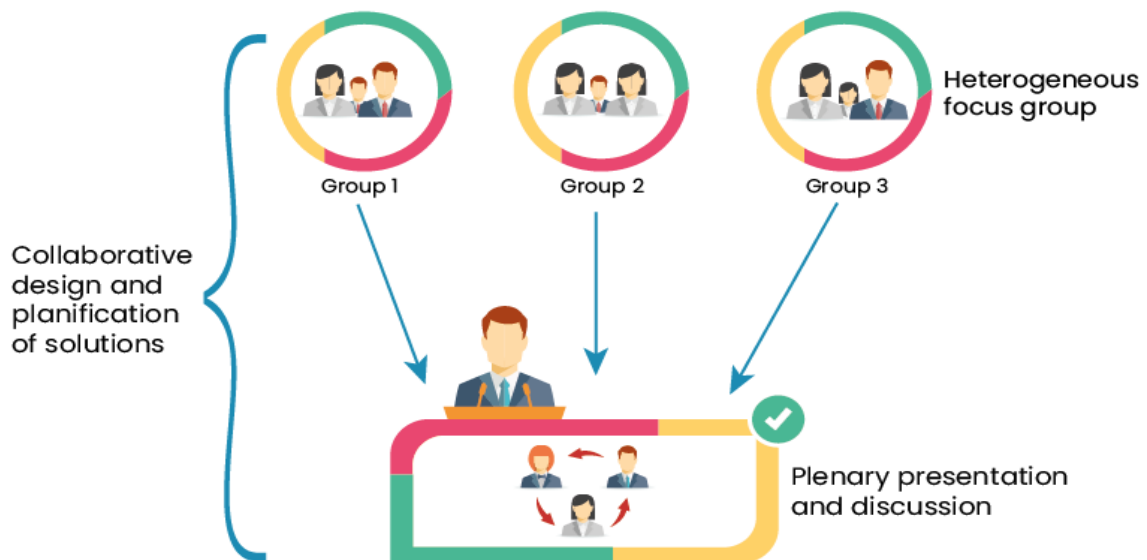 Heterogeneous
focus group
Group 1
Group 2
Group 3
Collaborative
design and
planification
of solutions
Plenary presentation
and discussion